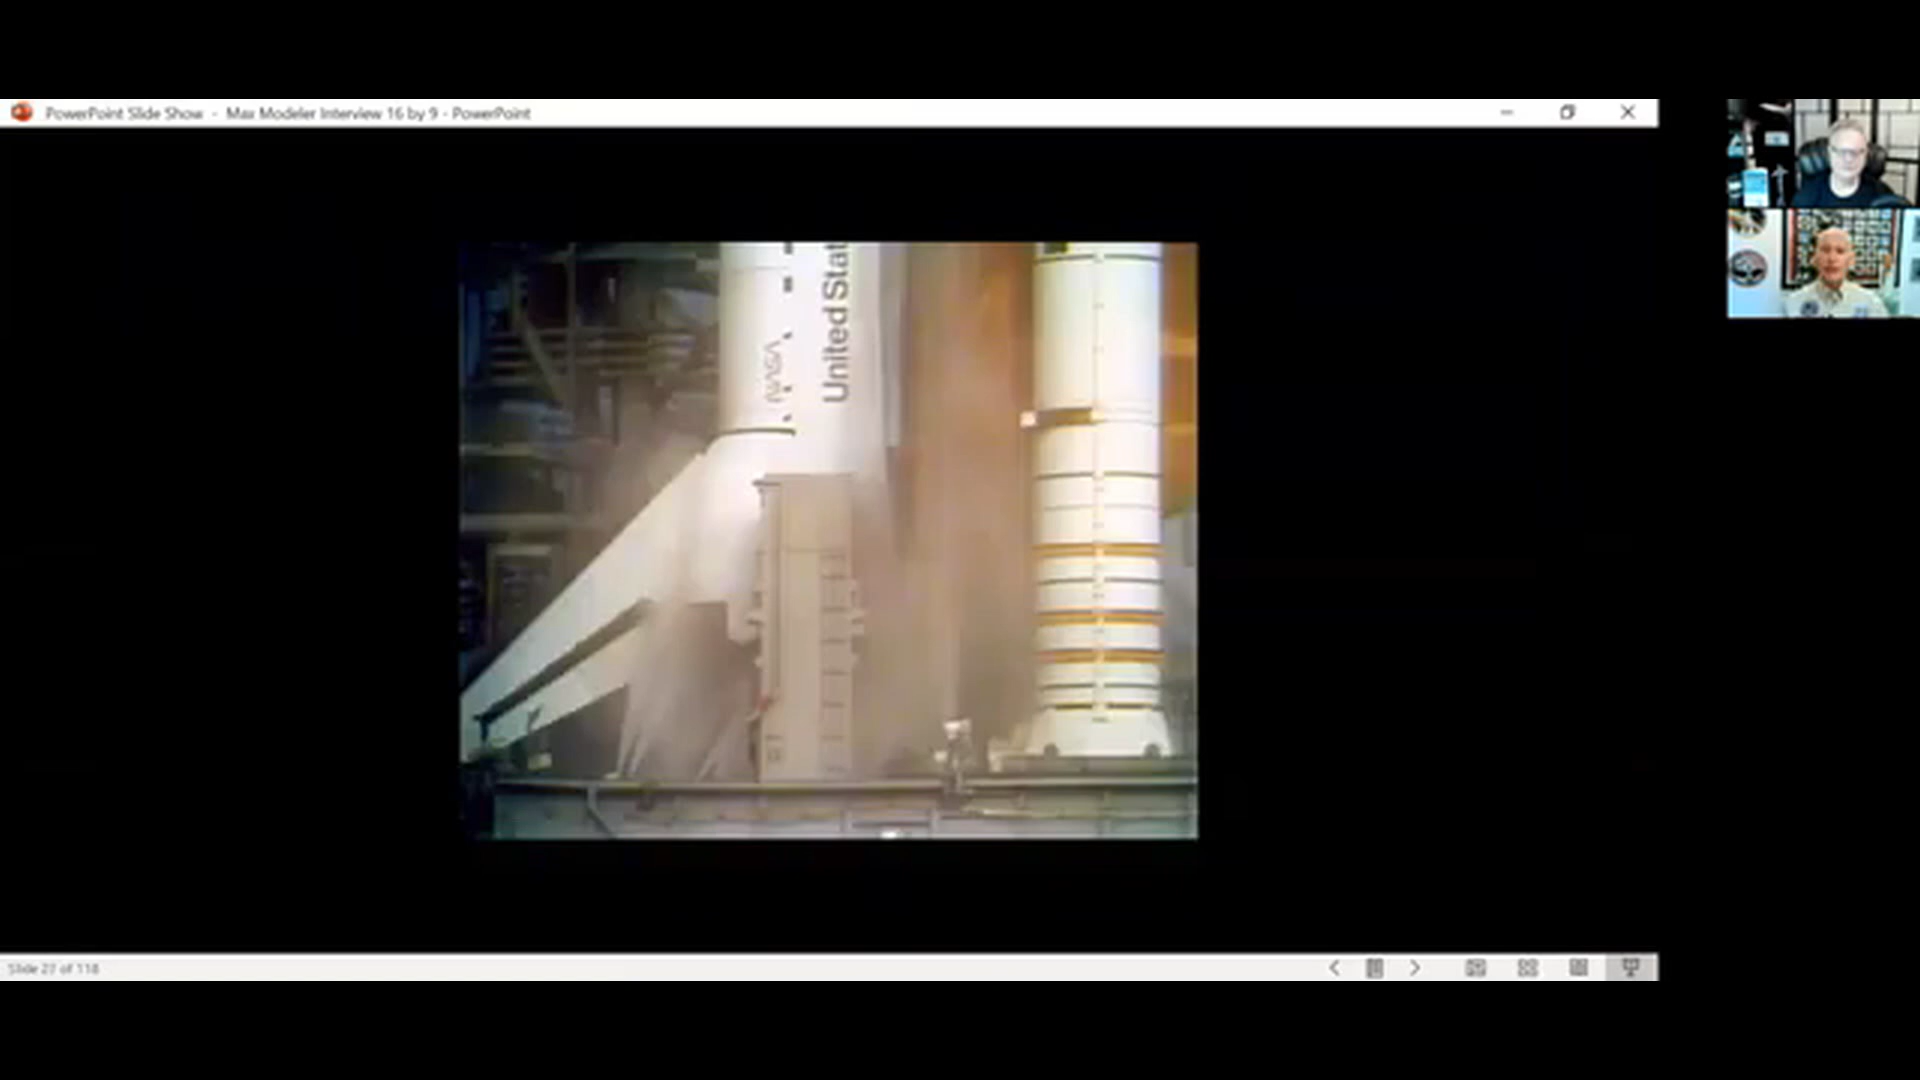 PowerPoint Slide Show - Max Modeler Interview 16 by 9 - PowerPoint
United Stat
NASA
Slide 27 of 118